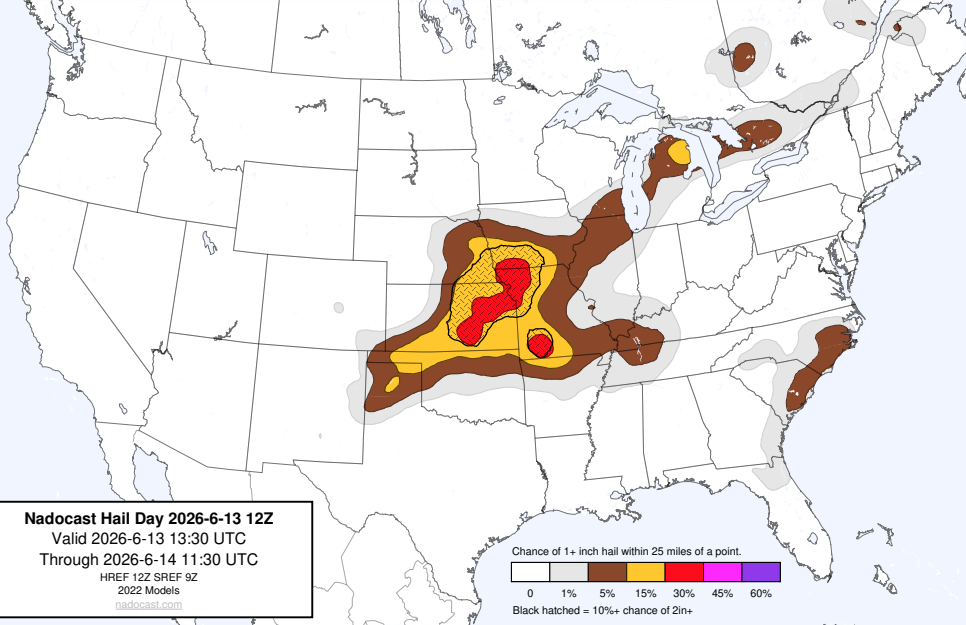 Nadocast Hail Day 2026-6-13 12Z
Valid 2026-6-13 13:30 UTC
Through 2026-6-14 11:30 UTC
HREF 12Z SREF 9Z
2022 Models
nadocast.com
Chance of 1+ inch hail within 25 miles of a point.
0 1% 5% 15% 30% 45% 60%
Black hatched = 10%+ chance of 2in+